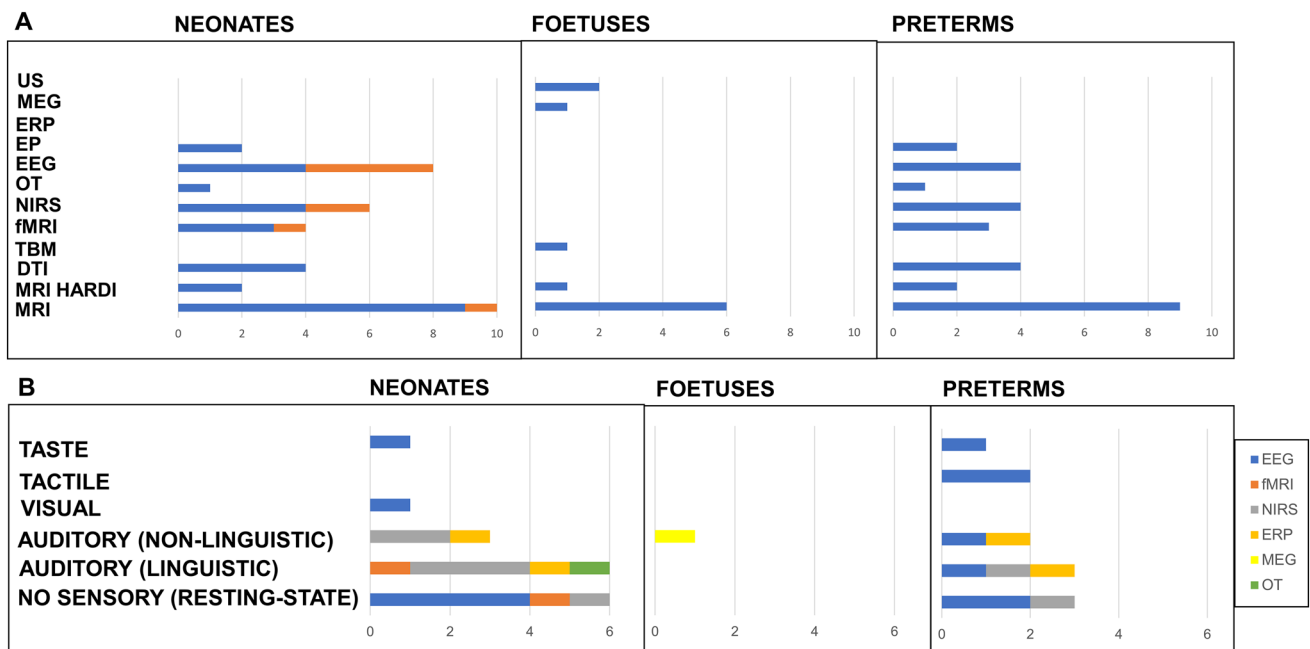 A
NEONATES
FOETUSES
PRETERMS
US
MEG
ERP
EP
EEG
OT
NIRS
fMRI
TBM
DTI
MRI HARDI
MRI
0 2 4 6 8 10
0 2 4 6 8 10
0 2 4 6 8 10
B
NEONATES
FOETUSES
PRETERMS
TASTE
TACTILE
VISUAL
AUDITORY (NON-LINGUISTIC)
AUDITORY (LINGUISTIC)
NO SENSORY (RESTING-STATE)
0 2 4 6
0 2 4 6
0 2 4 6
EEG
fMRI
NIRS
ERP
MEG
OT